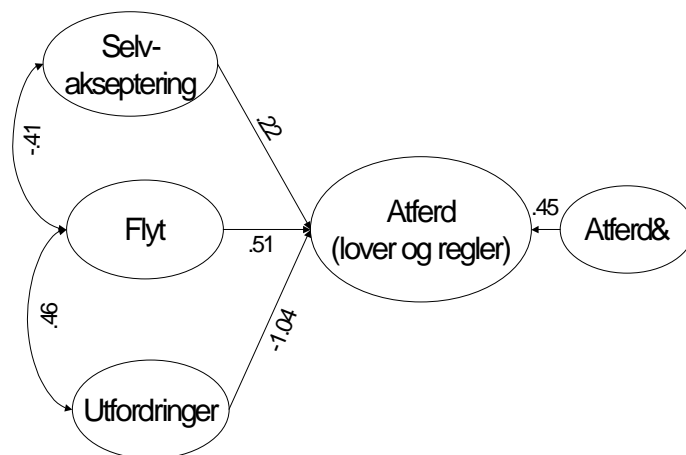 Selv-
akseptering
-.41
.22
Flyt
.51
Atferd
(lover og regler)
.45
Atferd&
.46
-1.04
Utfordringer